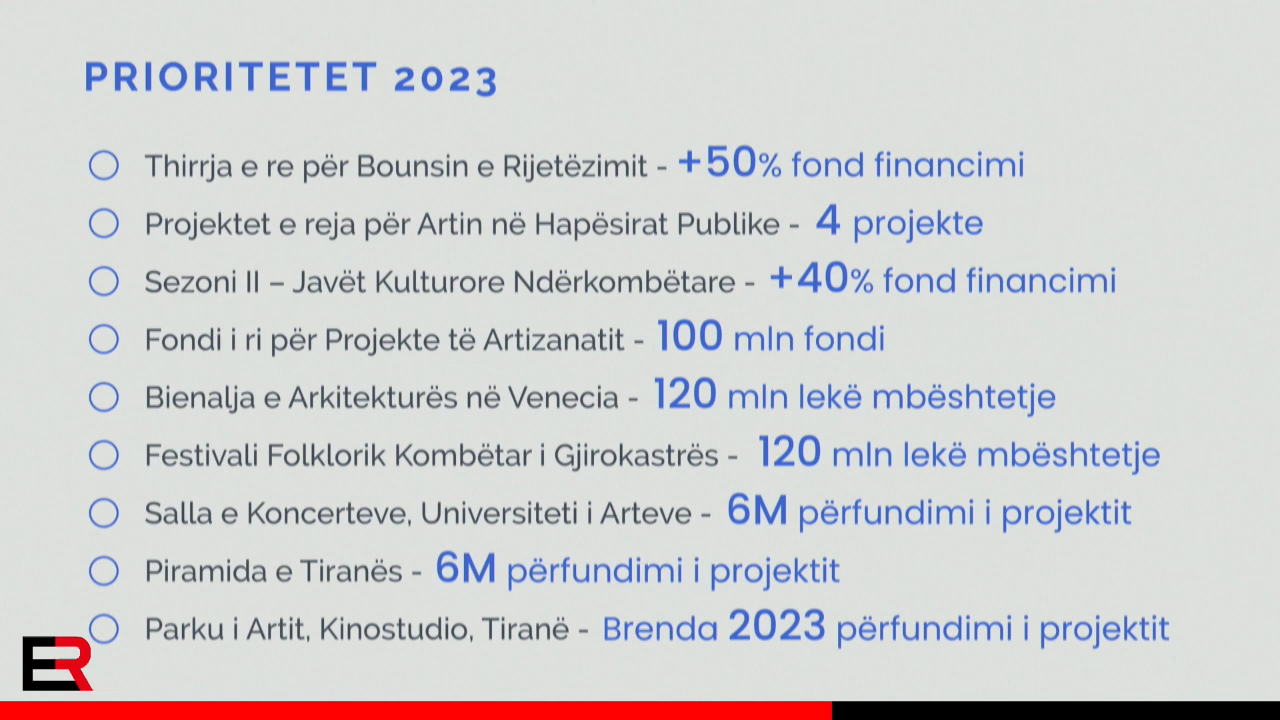 PRIORITETET 2023
Thirrja e re për Bounsin e Rijetëzimit - +50% fond financimi
Projektet e reja për Artin në Hapësirat Publike - 4 projekte
Sezoni II – Javët Kulturore Ndërkombëtare - +40% fond financimi
Fondi i ri për Projekte të Artizanatit - 100 mln fondi
Bienalja e Arkitekturës në Venecia - 120 mln lekë mbështetje
Festivali Folklorik Kombëtar i Gjirokastrës - 120 mln lekë mbështetje
Salla e Koncerteve, Universiteti i Arteve - 6M përfundimi i projektit
Piramida e Tiranës - 6M përfundimi i projektit
Parku i Artit, Kinostudio, Tiranë - Brenda 2023 përfundimi i projektit
ER